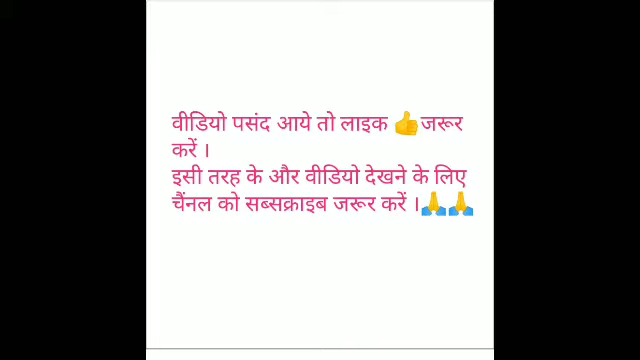 वीडियो पसंद आये तो लाइक 👍जरूर
करें ।
इसी तरह के और वीडियो देखने के लिए
चैंनल को सब्सक्राइब जरूर करें ।🙏🙏